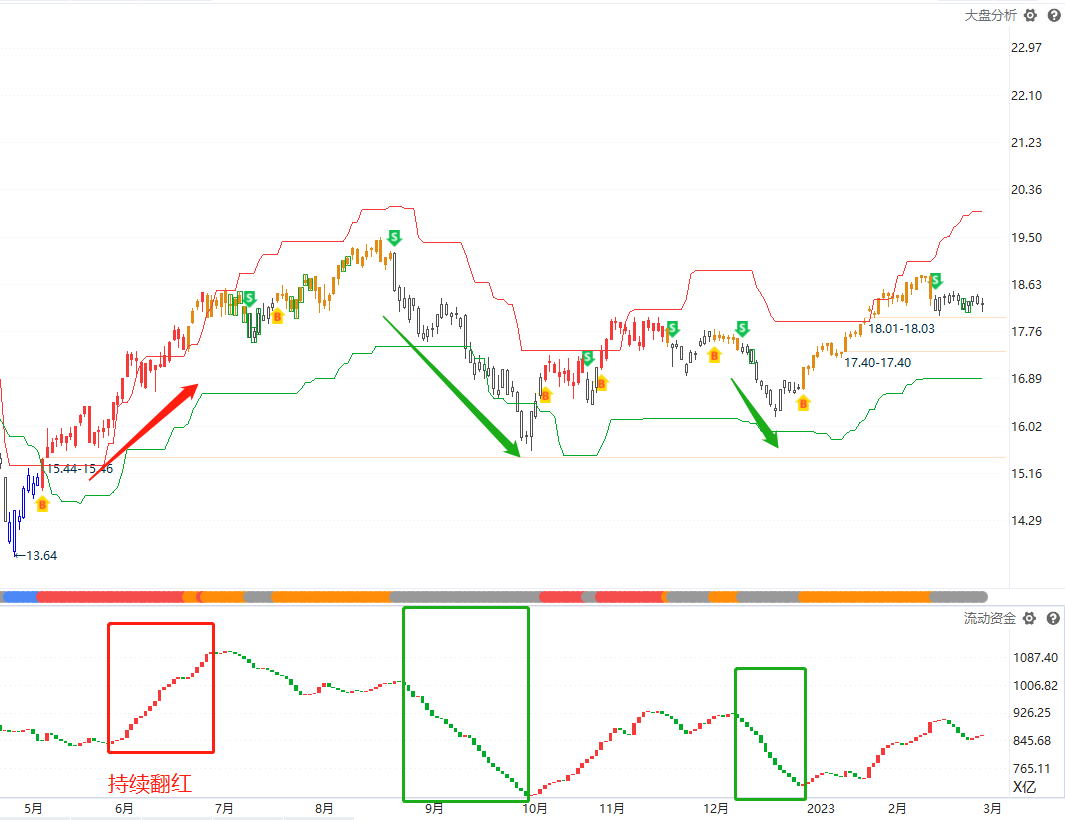 大盘分析
22.97
22.10
21.23
20.36
19.50
18.63
17.76
16.89
16.02
15.16
14.29
S
S
S
S
S
S
B
B
B
B
B
B
18.01-18.03
17.40-17.40
15.44-15.46
13.64
流动资金
1087.40
1006.82
926.25
845.68
765.11
X亿
持续翻红
5月 6月 7月 8月 9月 10月 11月 12月 2023 2月 3月